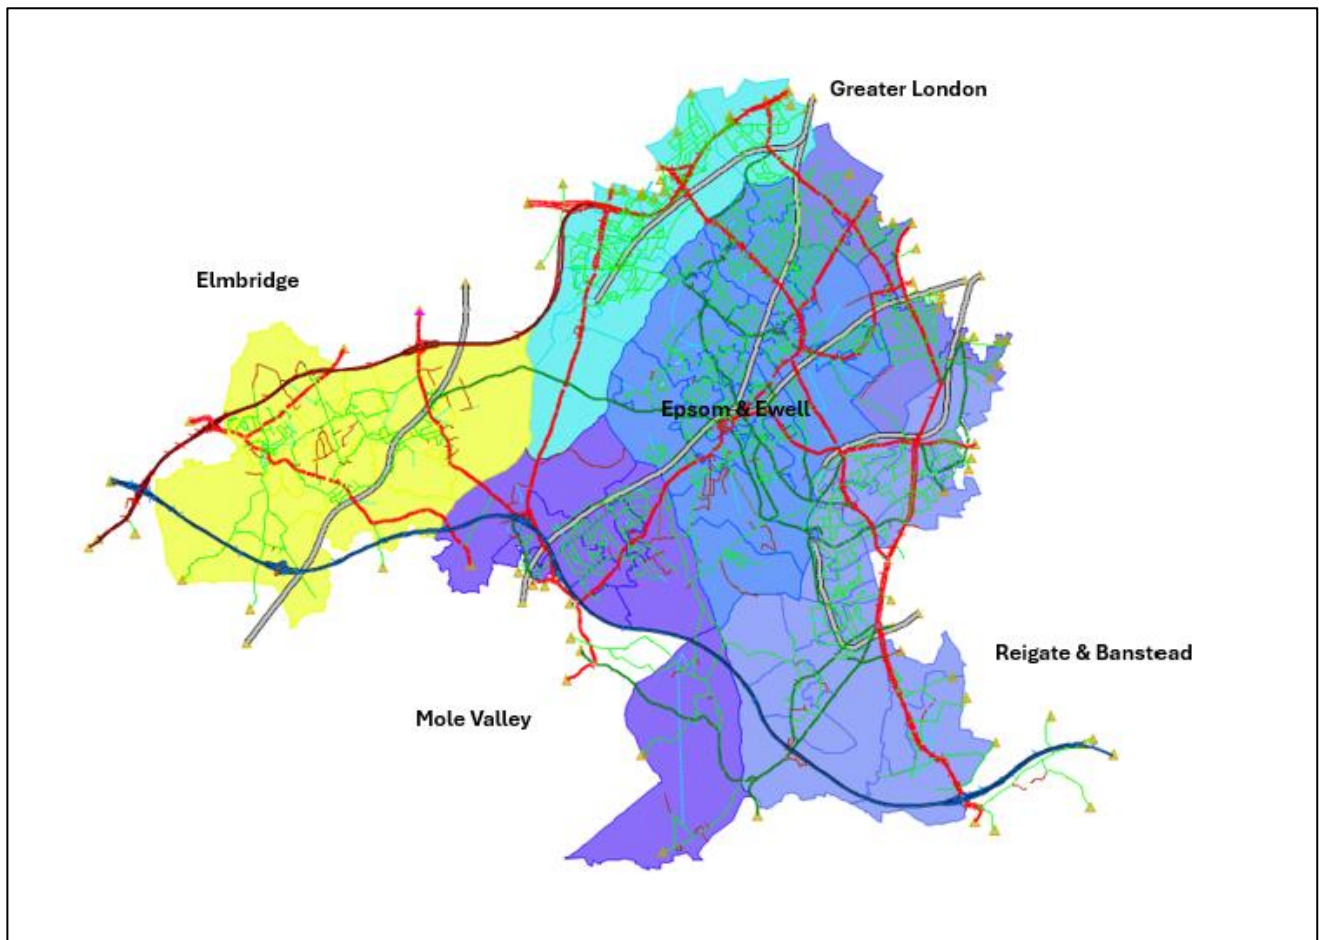 Greater London
Elmbridge
Epsom & Ewell
Reigate & Banstead
Mole Valley